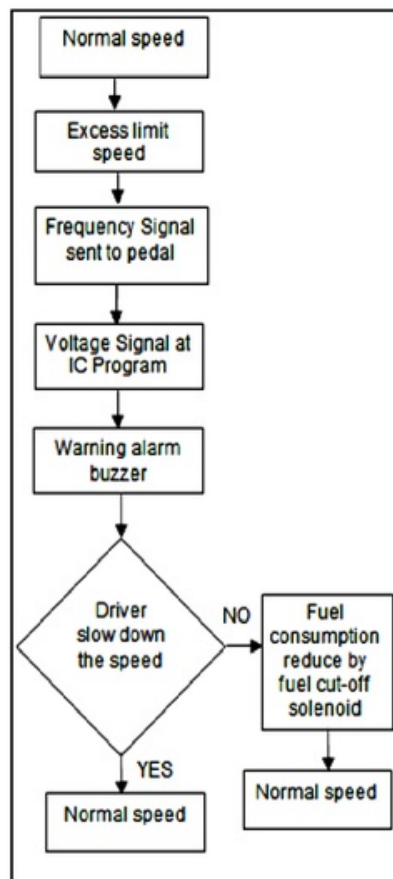 Normal speed
Excess limit
speed
Frequency Signal
sent to pedal
Voltage Signal at
IC Program
Warning alarm
buzzer
Driver
slow down
the speed
NO
Fuel
consumption
reduce by
fuel cut-off
solenoid
YES
Normal speed
Normal speed